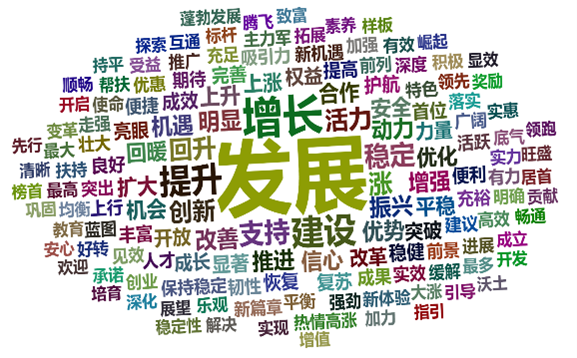 蓬勃发展 腾飞 致富
探索 互通 标杆 主力军 拓展 素养 样板
持平 受益 推广 充足 吸引力 新机遇 加强 有效 崛起
顺畅 帮扶 优惠 期待 完善 上涨 权益 提高 前列 深度 积极 显效
开启 使命 便捷 成效 上升 增长 合作 护航 特色 领先 奖励
变革 走强 亮眼 机遇 明显 活力 安全 首位 落实
动力 力量 广阔 实惠
先行 最大 壮大 回暖 回升 发展 稳定 优化 活跃 底气 领跑
清晰 扶持 良好 提升 涨 增强 便利 实力 旺盛
榜首 最高 突出 扩大 有力 居首
巩固 均衡 上行 机会 创新 振兴 平稳 充裕 明确 贡献
教育 蓝图 丰富 开放 改善 支持 建设 优势 突破 建议 高效 畅通
安心 好转 见效 人才 成长 显著 推进 信心 改革 稳健 前景 进展 成立
欢迎 承诺 创业 保持稳定 韧性 恢复 复苏 成果 实效 缓解 最多 开发
培育 深化 展望 乐观 新篇章 平衡 强劲 新体验 大涨 引导 沃土
稳定性 解决 实现 热情高涨 加力 指引
增值